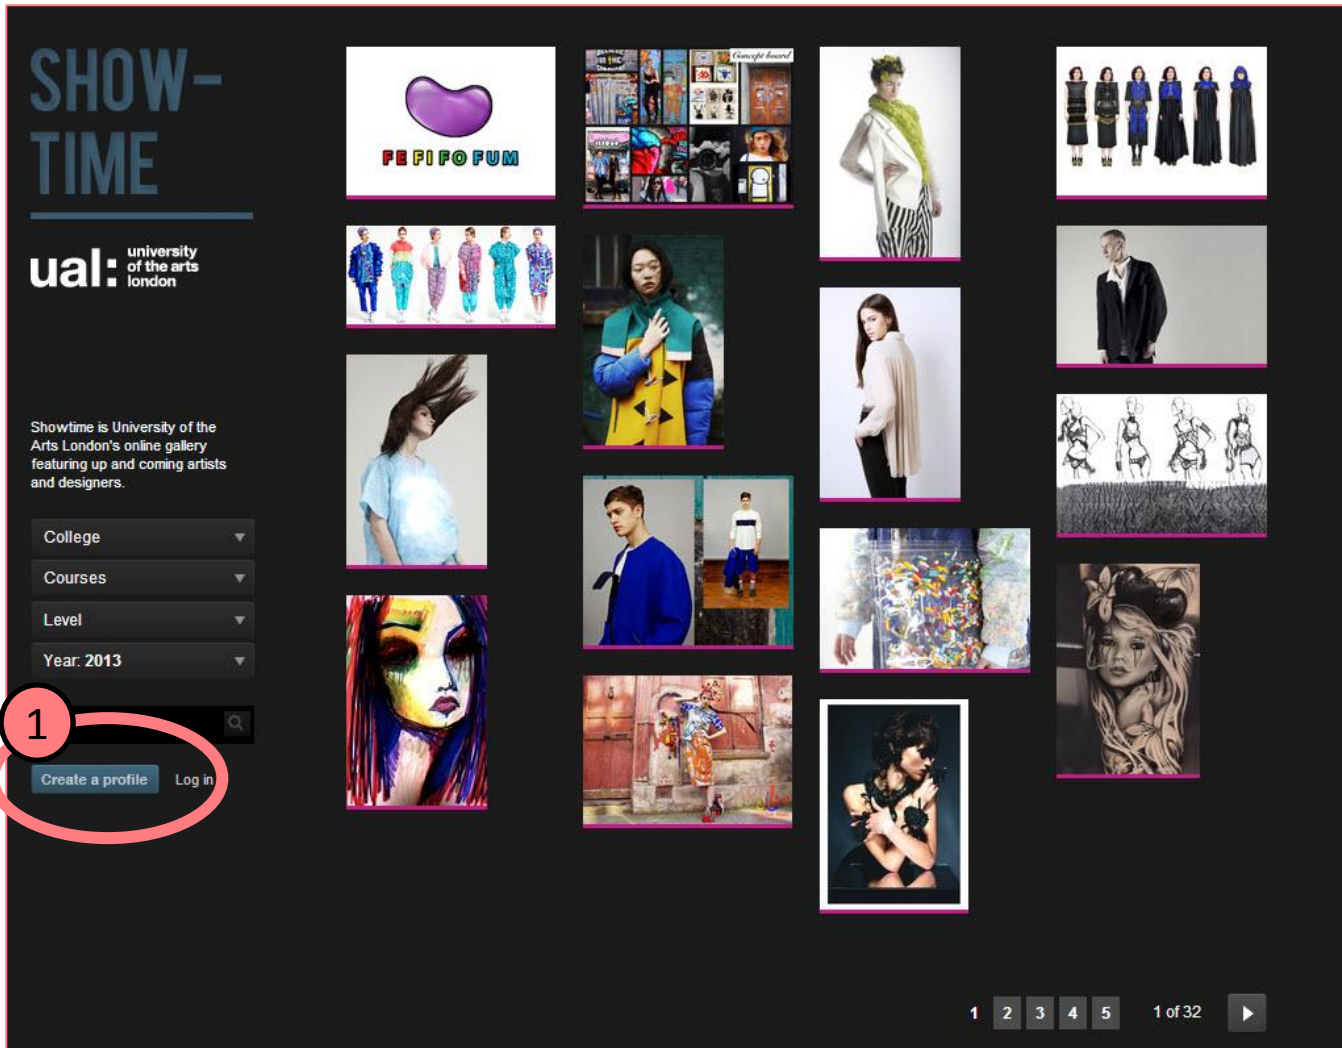 SHOW-
TIME
ual:
university
of the arts
london
Showtime is University of the
Arts London's online gallery
featuring up and coming artists
and designers.
College
Courses
Level
Year: 2013
1
Create a profile
Log in
FE FI FO FUM
Concept board
1 2 3 4 5 1 of 32